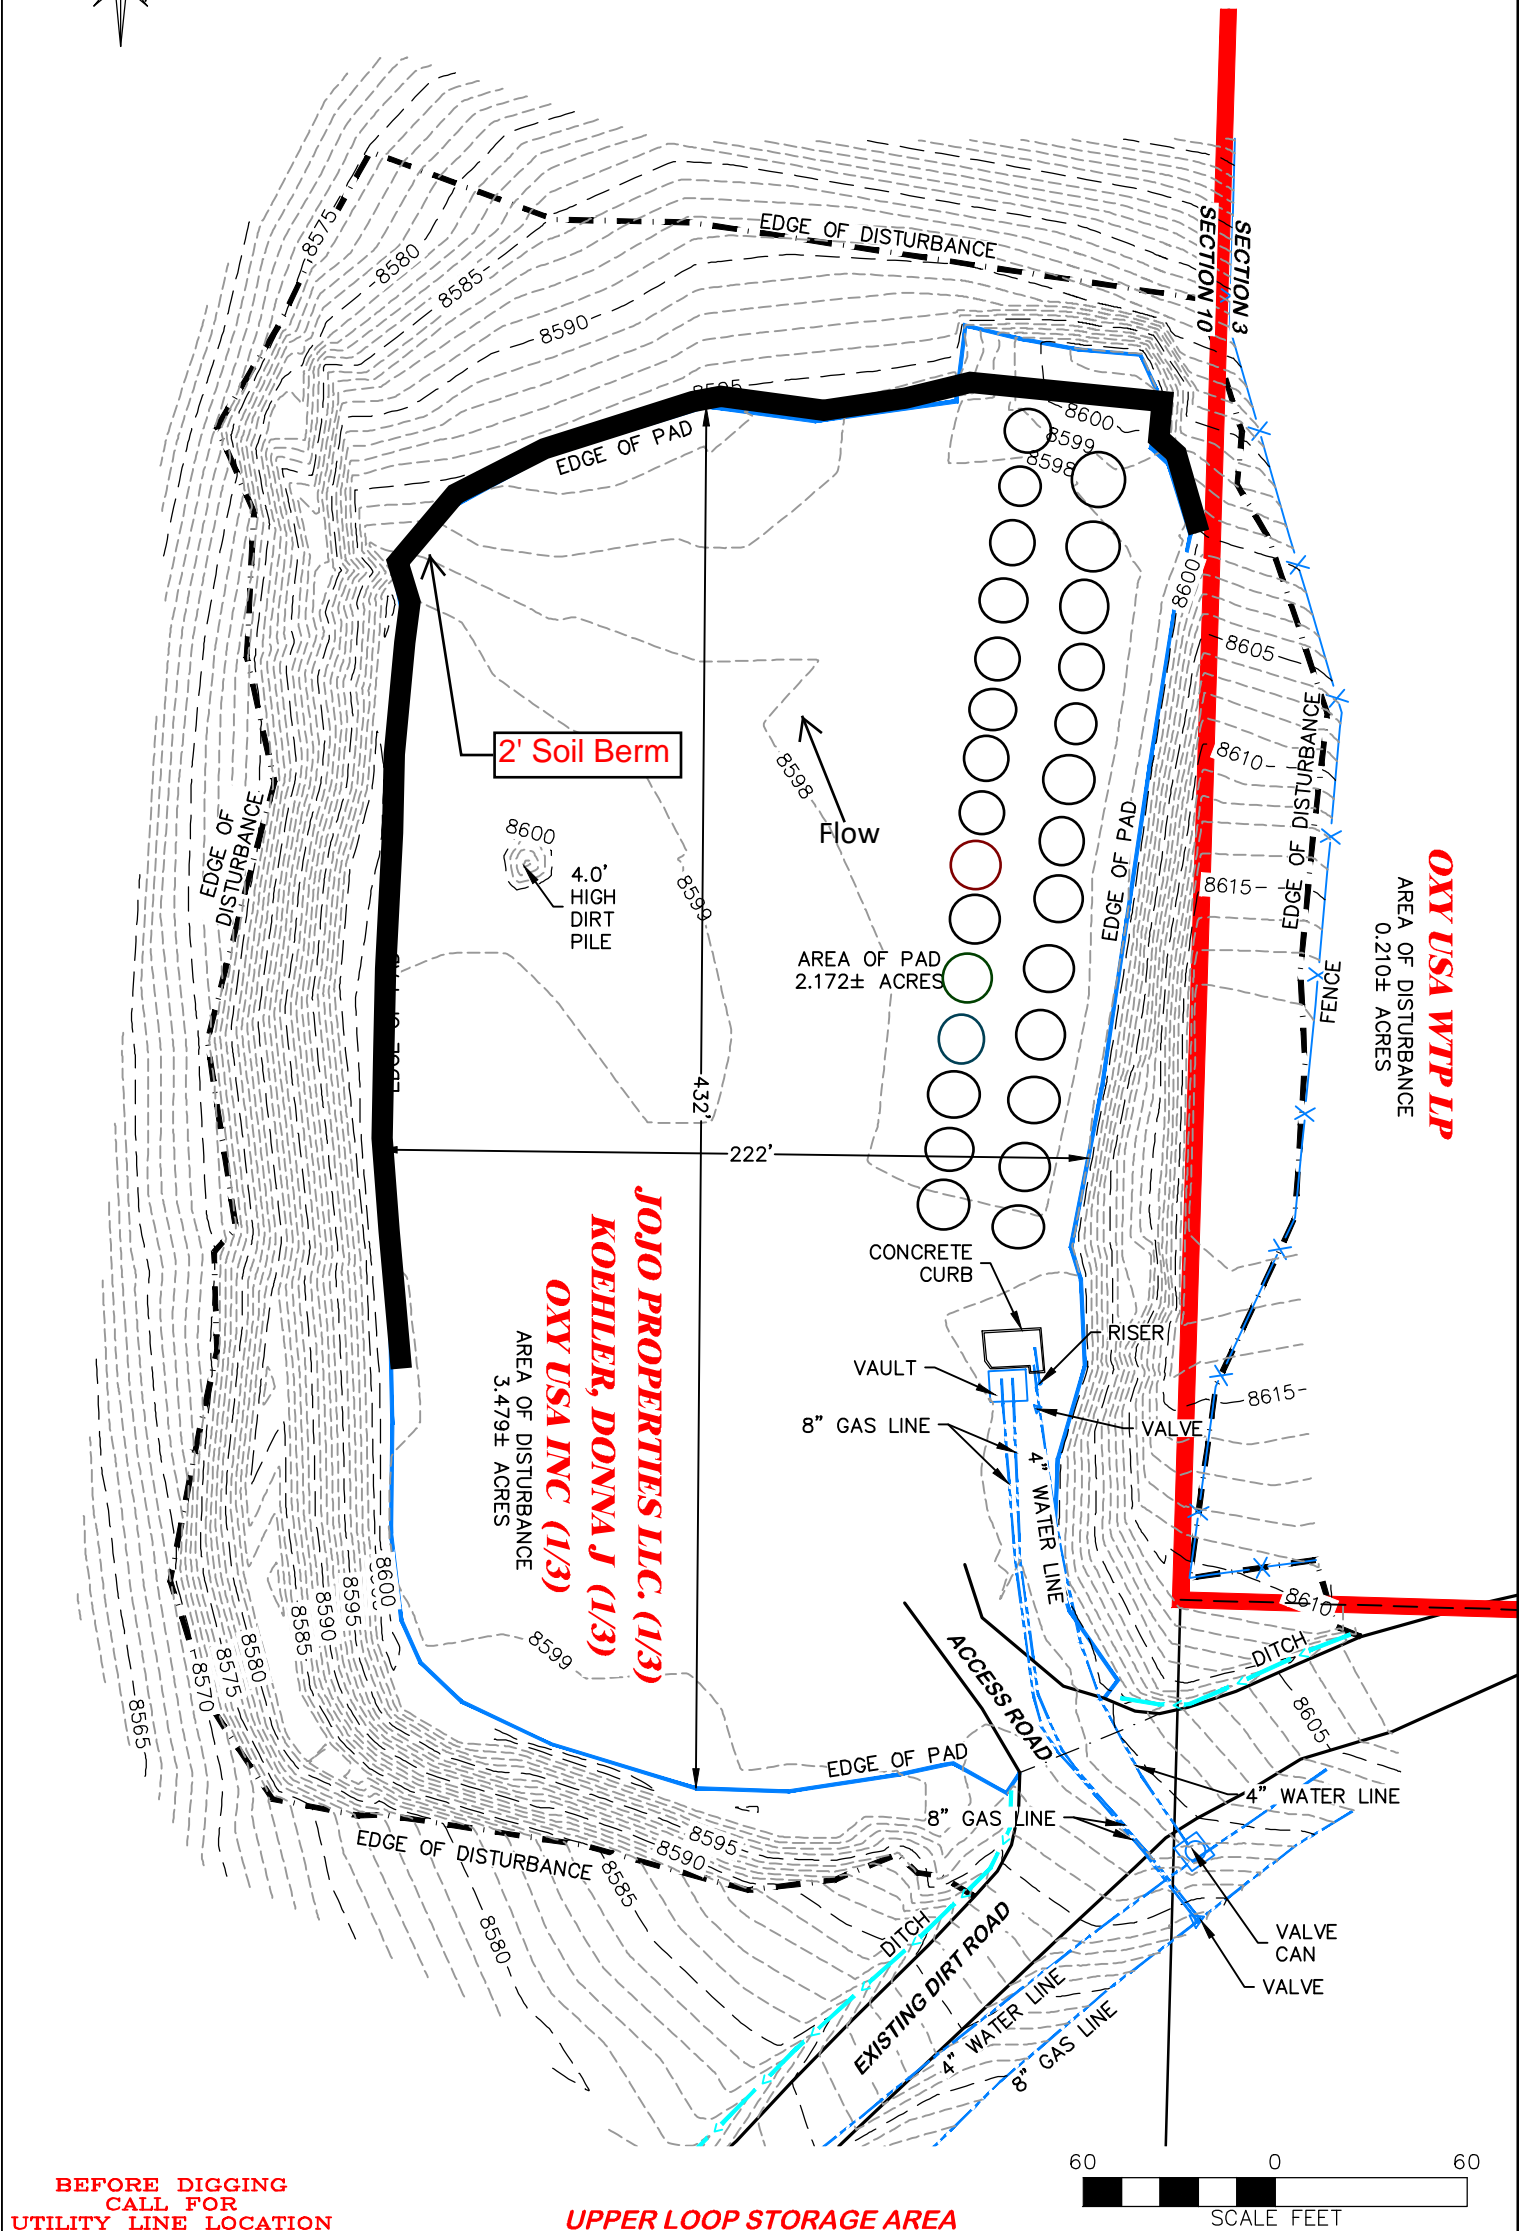 SECTION 3
SECTION 10
EDGE OF DISTURBANCE
8575
8580
8585
8590
8595
EDGE OF PAD
8600
8599
8598
8600
8605
8610
8615
2' Soil Berm
8598
Flow
8600
4.0'
HIGH
DIRT
PILE
8599
EDGE OF
DISTURBANCE
EDGE OF PAD
AREA OF PAD
2.172± ACRES
EDGE OF PAD
EDGE OF DISTURBANCE
FENCE
OXY USA WTP LP
AREA OF DISTURBANCE
0.210± ACRES
432'
222'
JOJO PROPERTIES LLC. (1/3)
KOEHLER, DONNA J (1/3)
OXY USA INC (1/3)
AREA OF DISTURBANCE
3.479± ACRES
CONCRETE
CURB
RISER
VAULT
VALVE
8" GAS LINE
4" WATER LINE
8615
8610
DITCH
8605
ACCESS ROAD
8600
8595
8590
8585
8580
8575
8570
8565
8599
EDGE OF PAD
8" GAS LINE
4" WATER LINE
8595
8590
8585
8580
EDGE OF DISTURBANCE
DITCH
EXISTING DIRT ROAD
4" WATER LINE
8" GAS LINE
VALVE
CAN
VALVE
60 0 60
SCALE FEET
BEFORE DIGGING
CALL FOR
UTILITY LINE LOCATION
UPPER LOOP STORAGE AREA